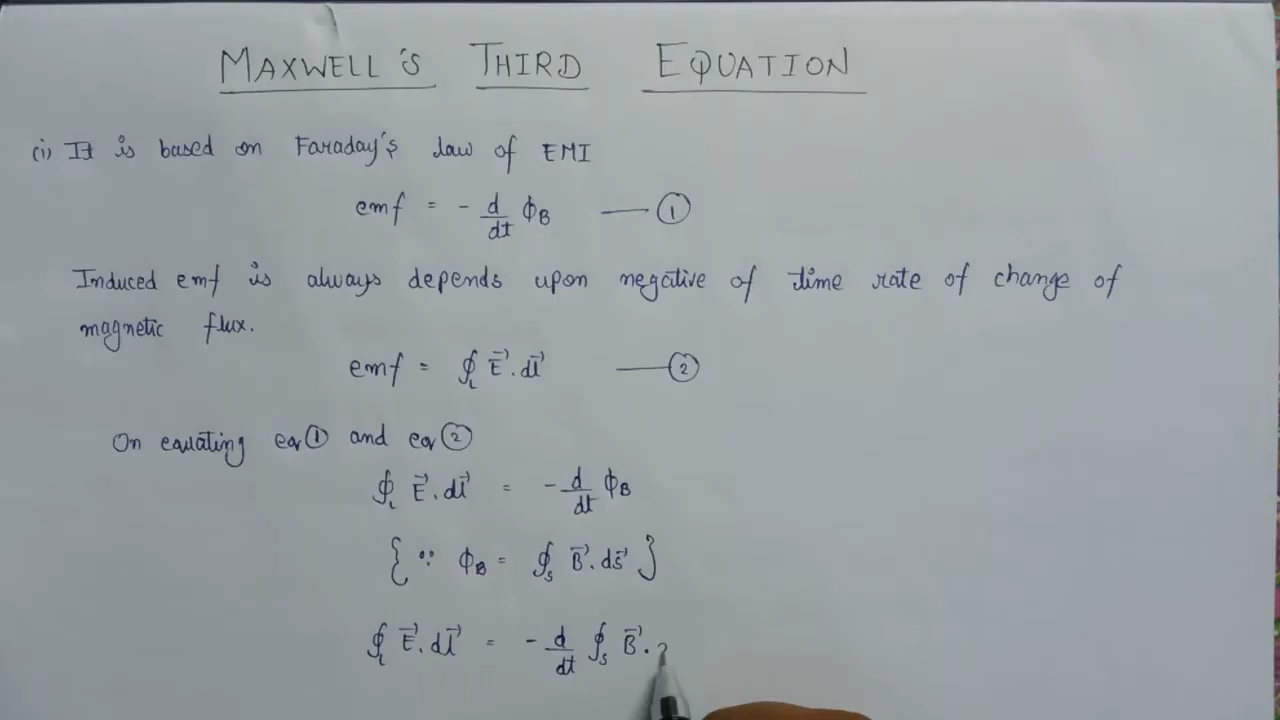 MAXWELL'S THIRD EQUATION
(i) It is based on Faraday's law of EMI
emf = - d/dt ϕB —— ①
Induced emf is always depends upon negative of time rate of change of
magnetic flux.
emf = ∮L E⃗. dl⃗ —— ②
On equating eq ① and eq ②
∮L E⃗. dl⃗ = - d/dt ϕB
{ ∵ ϕB = ∮S B⃗. ds⃗ }
∮L E⃗. dl⃗ = - d/dt ∮S B⃗.